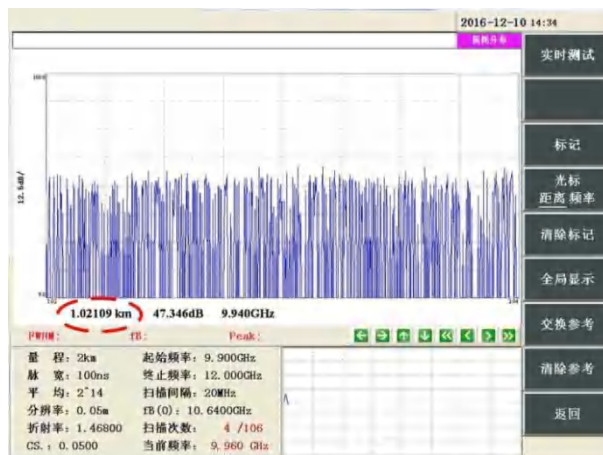 2016-12-10 14:34
损耗分布
实时测试
标记
光标
距离 频率
清除标记
全局显示
交换参考
清除参考
返回
12.5dB/
1.02109 km 47.346dB 9.940GHz
FWHM: fB: Peak:
量 程: 2km 起始频率: 9.900GHz
脉 宽: 100ns 终止频率: 12.000GHz
平 均: 2^14 扫描间隔: 20MHz
分辨率: 0.05m fB(0): 10.6400GHz
折射率: 1.46800 扫描次数: 4 /106
CS.: 0.0500 当前频率: 9.960 GHz